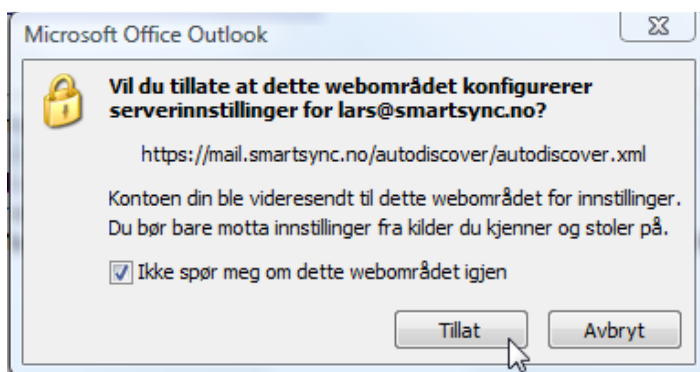 Microsoft Office Outlook
Vil du tillate at dette webområdet konfigurerer
serverinnstillinger for lars@smartsync.no?
https://mail.smartsync.no/autodiscover/autodiscover.xml
Kontoen din ble videresendt til dette webområdet for innstillinger.
Du bør bare motta innstillinger fra kilder du kjenner og stoler på.
Ikke spør meg om dette webområdet igjen
Tillat Avbryt